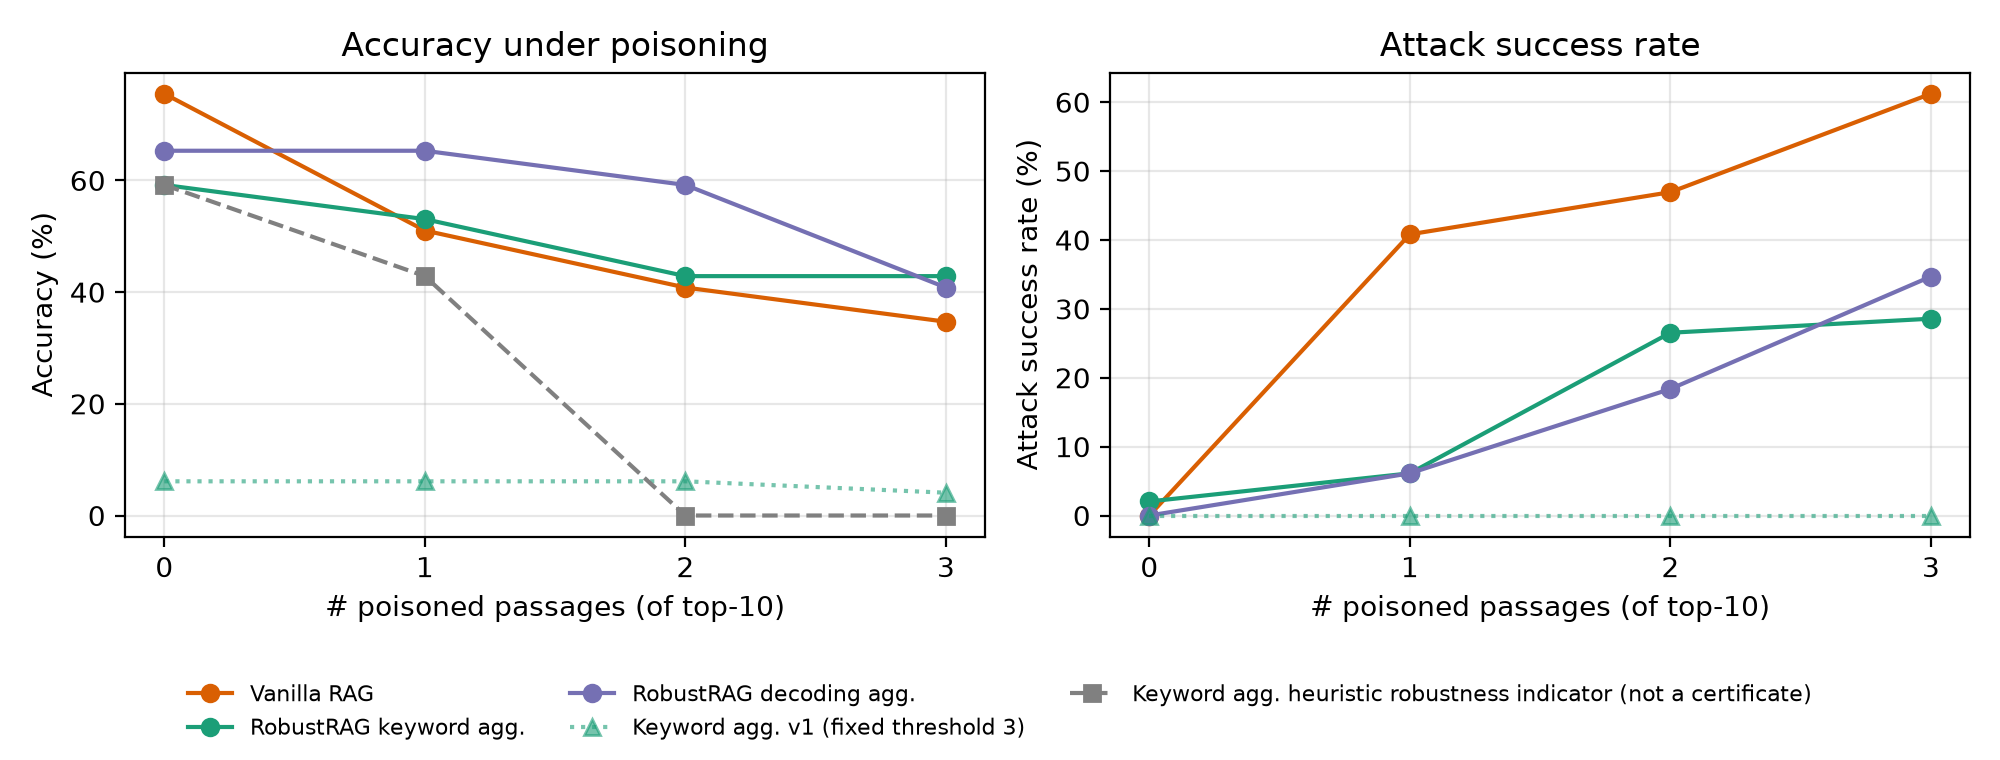 Accuracy under poisoning
Accuracy (%)
60
40
20
0
0 1 2 3
# poisoned passages (of top-10)
Attack success rate
Attack success rate (%)
60
50
40
30
20
10
0
0 1 2 3
# poisoned passages (of top-10)
Vanilla RAG
RobustRAG keyword agg.
RobustRAG decoding agg.
Keyword agg. v1 (fixed threshold 3)
Keyword agg. heuristic robustness indicator (not a certificate)